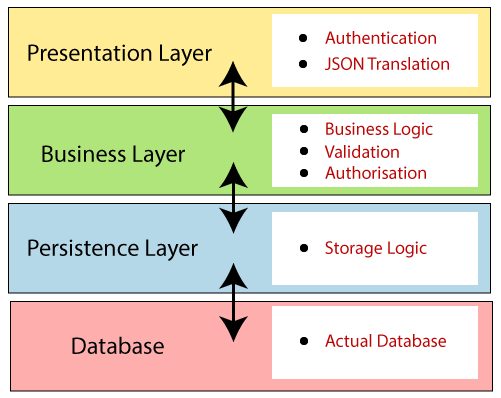 Presentation Layer
Authentication
JSON Translation
Business Layer
Business Logic
Validation
Authorisation
Persistence Layer
Storage Logic
Database
Actual Database